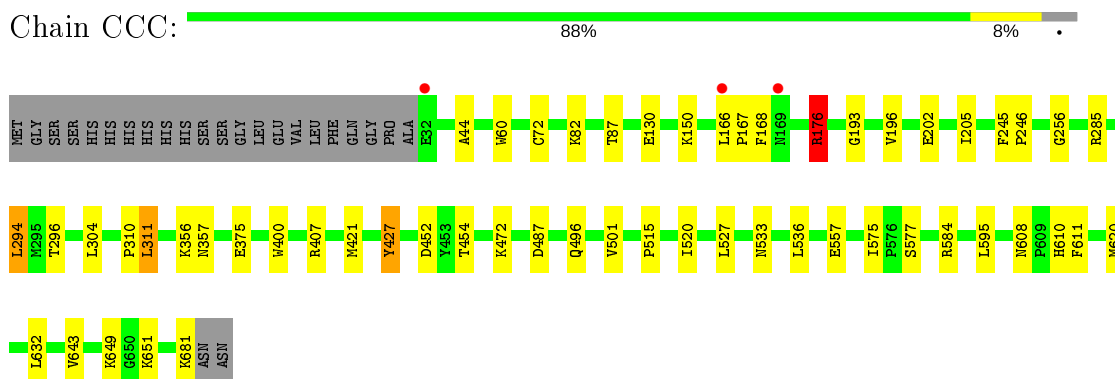 Chain CCC:
88% 8% •
MET GLY SER SER HIS HIS HIS HIS HIS HIS SER SER GLY LEU GLU VAL LEU PHE GLN GLY PRO ALA E32 A44 W60 C72 K82 T87 E130 K150 L166 P167 F168 N169 R176 G193 V196 E202 I205 F245 P246 G256 R285
L294 M295 T296 L304 P310 L311 K356 N357 E375 W400 R407 M421 Y427 D452 Y453 T454 K472 D487 Q496 V501 P515 I520 L527 N533 L536 E557 I575 P576 S577 R584 L595 N608 P609 H610 F611
L632 V643 K649 G650 K651 K681 ASN ASN